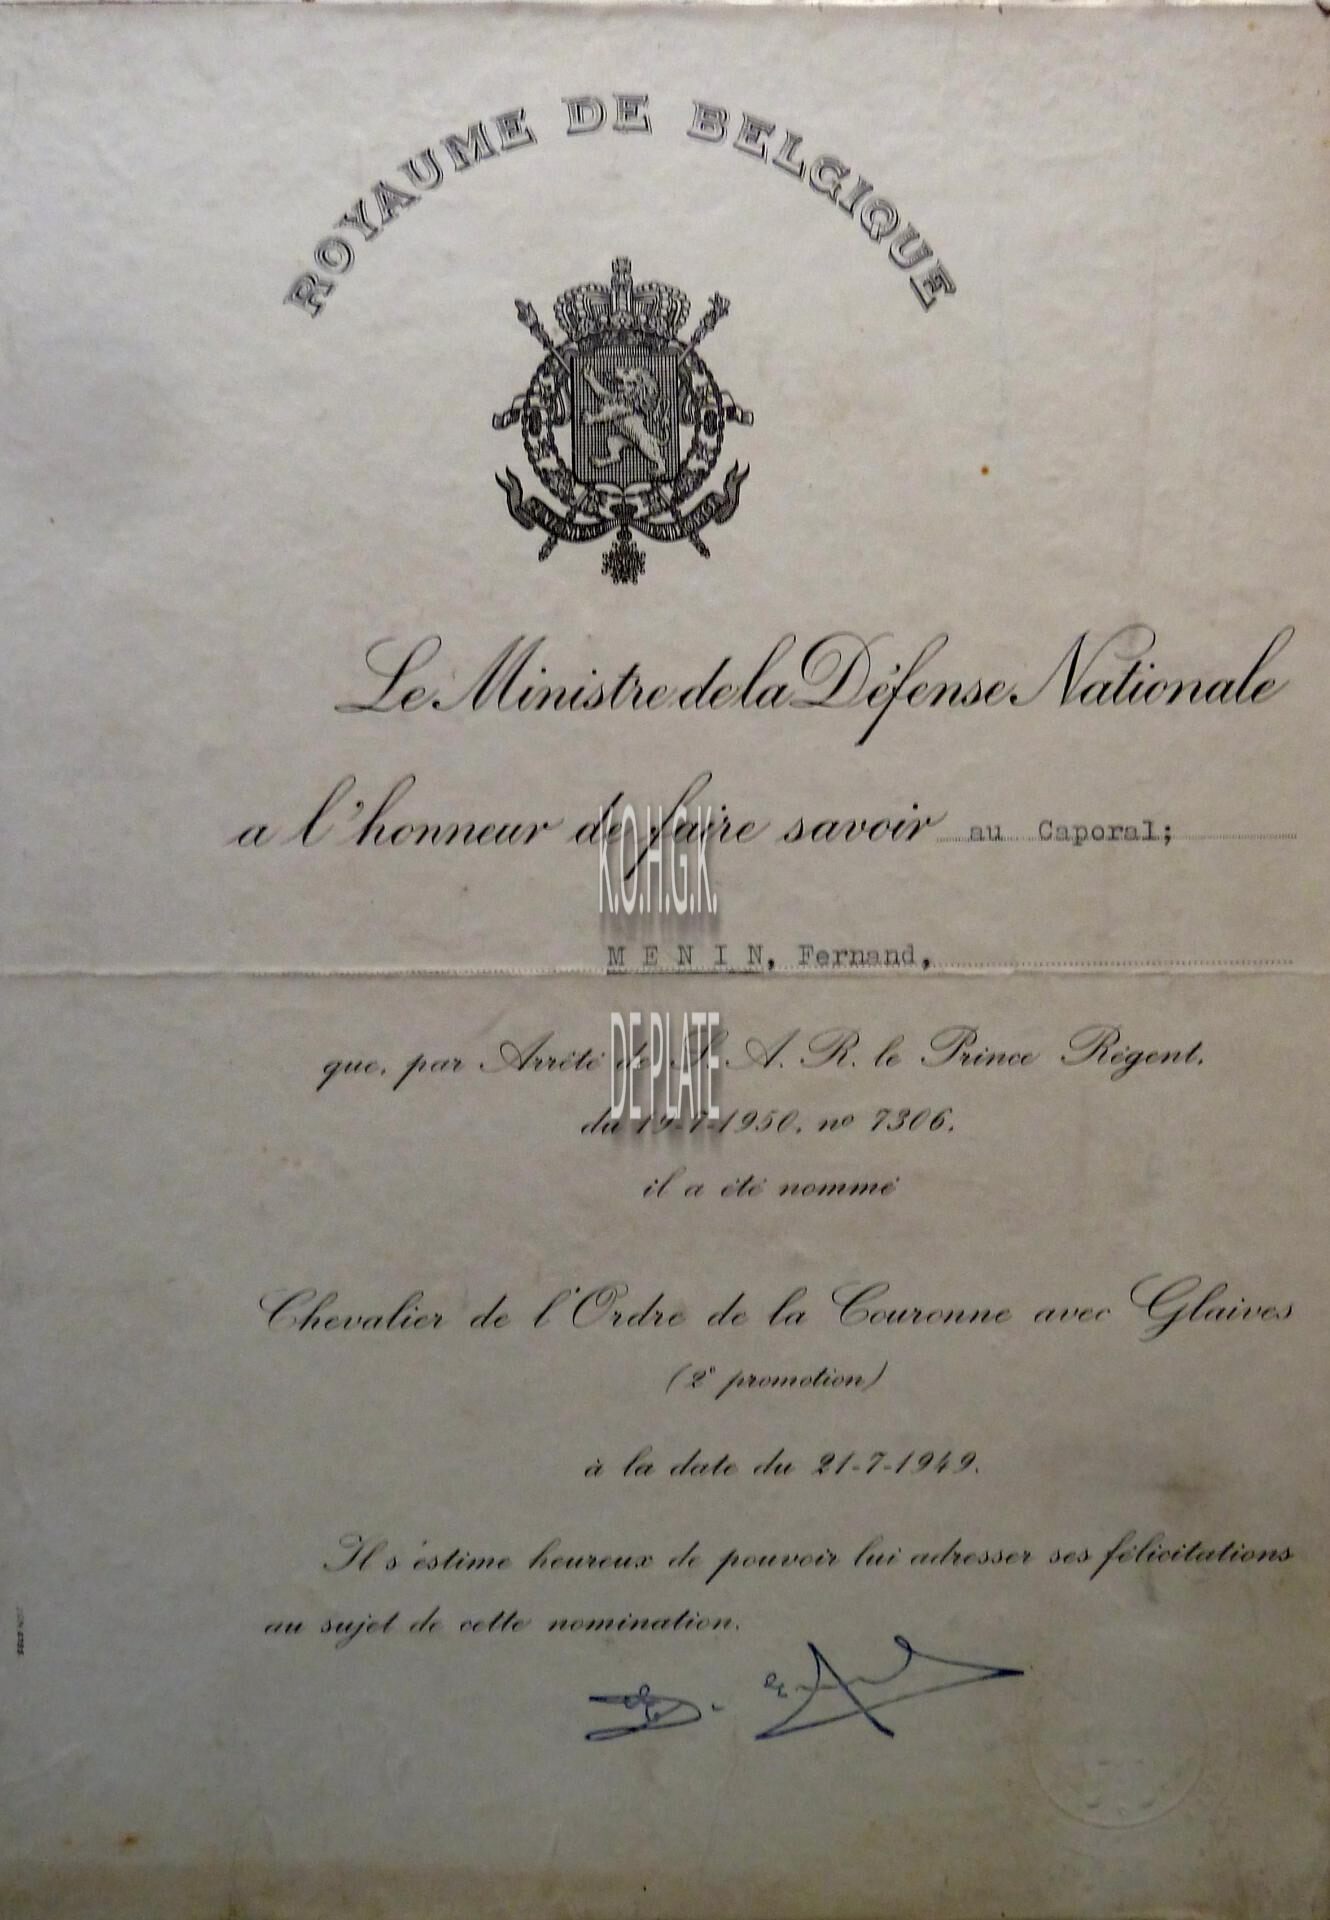 ROYAUME DE BELGIQUE
Le Ministre de la Défense Nationale
a l'honneur de faire savoir au Caporal;
K.O.H.G.K.
MENIN, Fernand,
DE PLATE
que, par Arrêté de S. A. R. le Prince Régent,
du 19-7-1950, nº 7306,
il a été nommé
Chevalier de l'Ordre de la Couronne avec Glaives
(2e promotion)
à la date du 21-7-1949.
Il s'estime heureux de pouvoir lui adresser ses félicitations
au sujet de cette nomination.